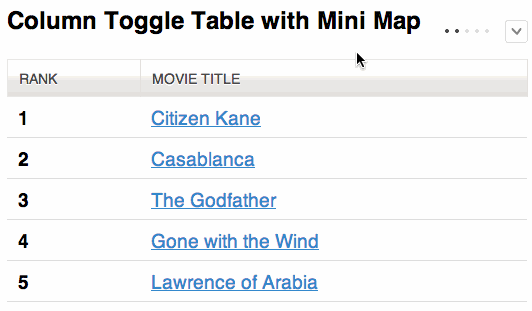 Column Toggle Table with Mini Map
RANK MOVIE TITLE
1 Citizen Kane
2 Casablanca
3 The Godfather
4 Gone with the Wind
5 Lawrence of Arabia